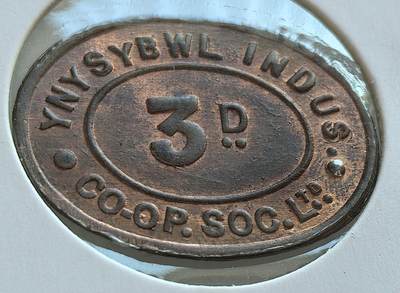 YNYSYBWL INDUS.
3D
CO-OP. SOC. LTD.